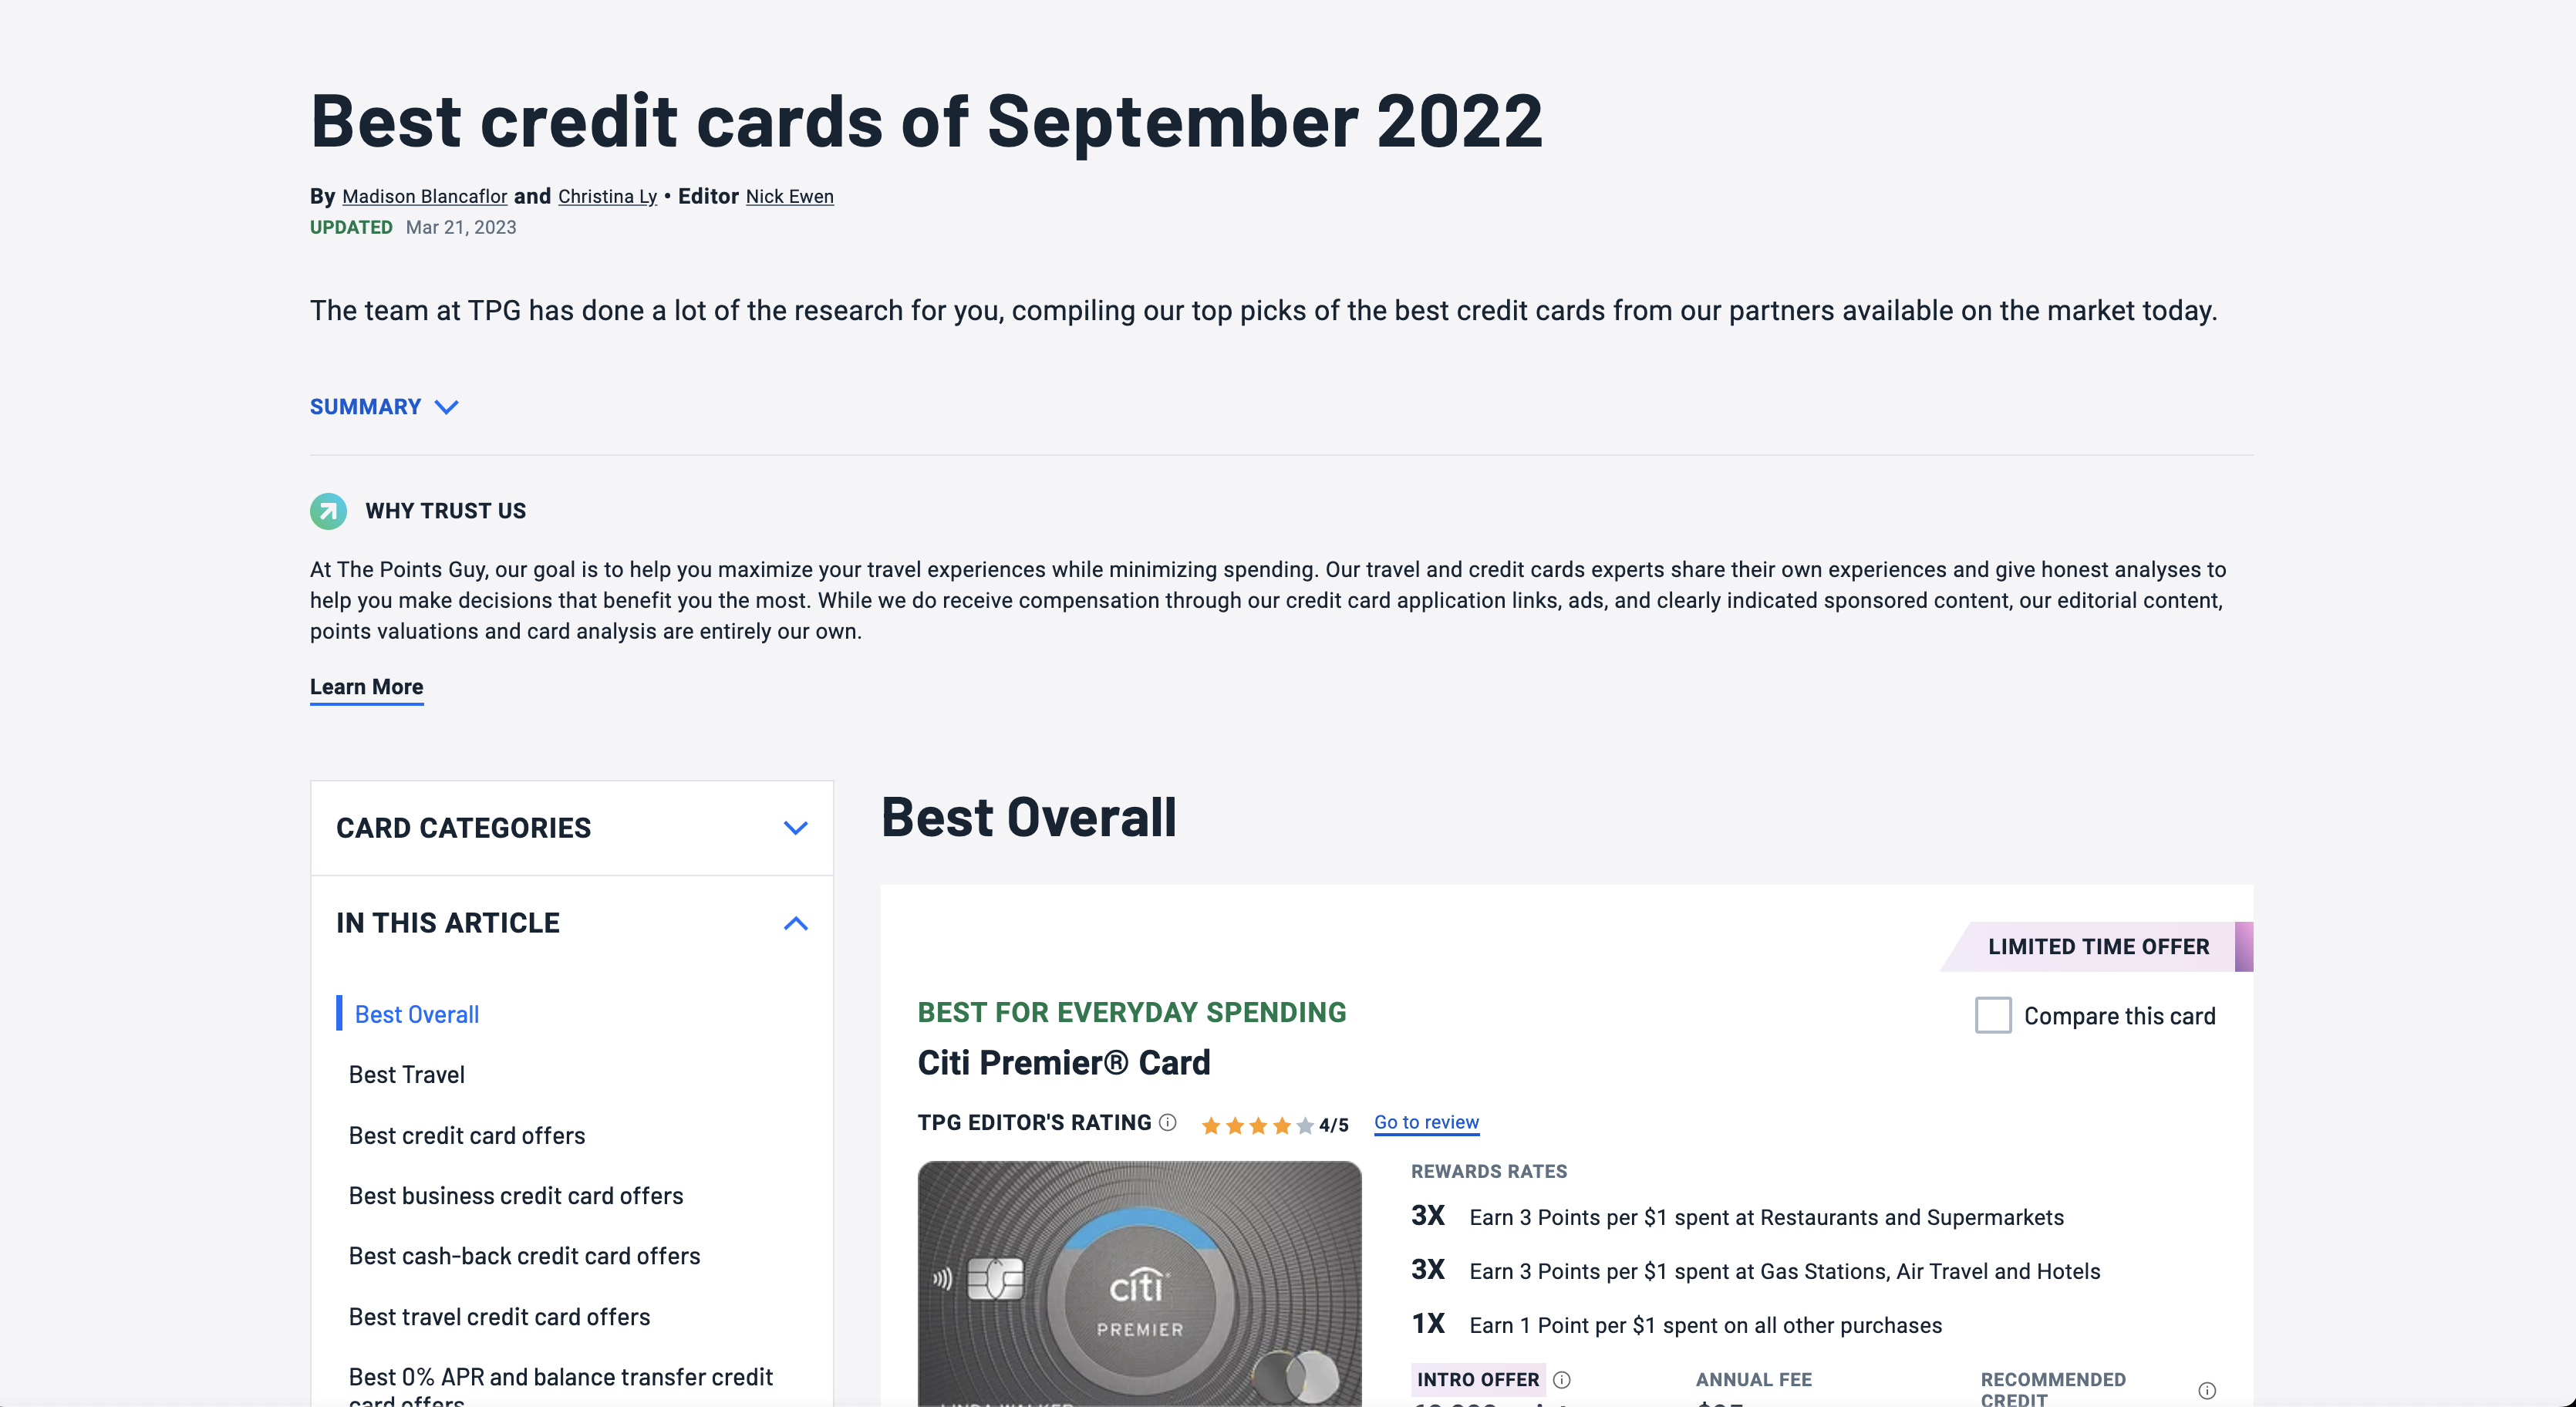 Best credit cards of September 2022
By Madison Blancaflor and Christina Ly • Editor Nick Ewen
UPDATED Mar 21, 2023
The team at TPG has done a lot of the research for you, compiling our top picks of the best credit cards from our partners available on the market today.
SUMMARY
WHY TRUST US
At The Points Guy, our goal is to help you maximize your travel experiences while minimizing spending. Our travel and credit cards experts share their own experiences and give honest analyses to
help you make decisions that benefit you the most. While we do receive compensation through our credit card application links, ads, and clearly indicated sponsored content, our editorial content,
points valuations and card analysis are entirely our own.
Learn More
CARD CATEGORIES
IN THIS ARTICLE
Best Overall
Best Travel
Best credit card offers
Best business credit card offers
Best cash-back credit card offers
Best travel credit card offers
Best 0% APR and balance transfer credit
card offers
Best Overall
LIMITED TIME OFFER
BEST FOR EVERYDAY SPENDING
Compare this card
Citi Premier® Card
TPG EDITOR'S RATING 4/5 Go to review
citi®
PREMIER
LINDA WALKER
REWARDS RATES
3X Earn 3 Points per $1 spent at Restaurants and Supermarkets
3X Earn 3 Points per $1 spent at Gas Stations, Air Travel and Hotels
1X Earn 1 Point per $1 spent on all other purchases
INTRO OFFER
ANNUAL FEE
RECOMMENDED
CREDIT